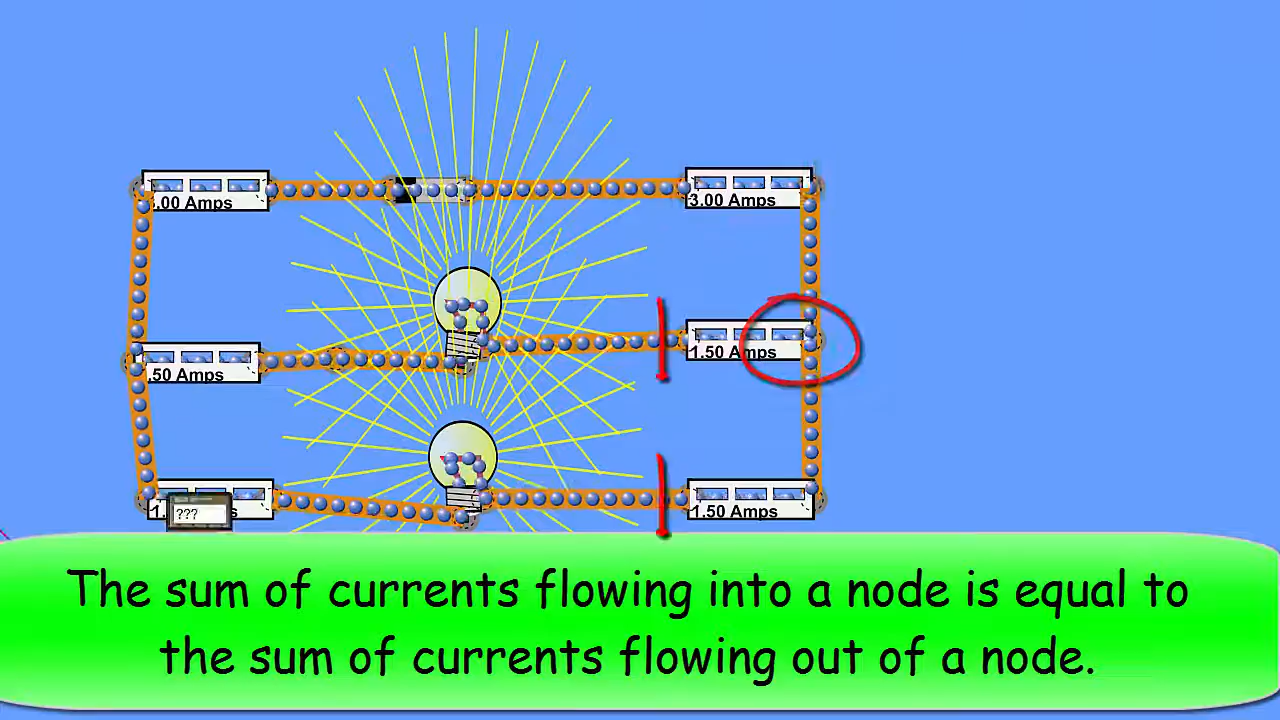 .00 Amps
3.00 Amps
1.50 Amps
.50 Amps
???
1.50 Amps
The sum of currents flowing into a node is equal to
the sum of currents flowing out of a node.